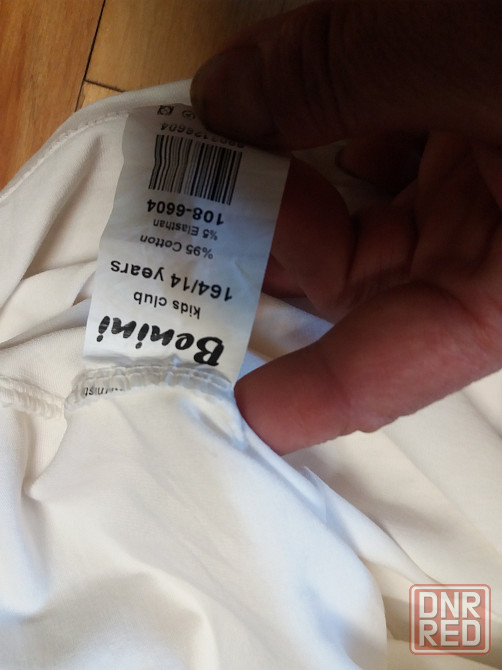 Benini
Kids club
164/14 years
%95 Cotton
%5 Elasthan
108-6604
DNR
RED